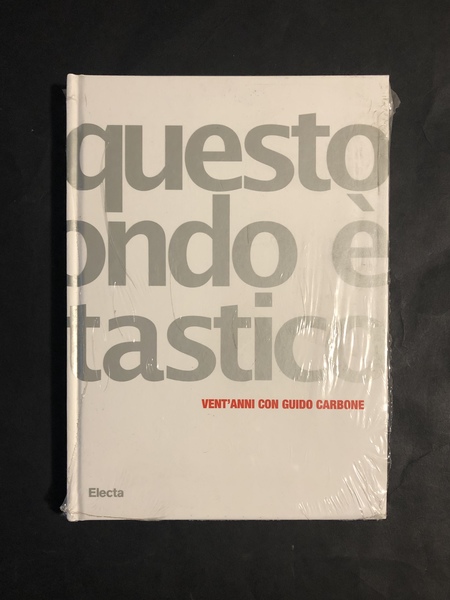 questo
ondo è
tastico
VENT'ANNI CON GUIDO CARBONE
Electa